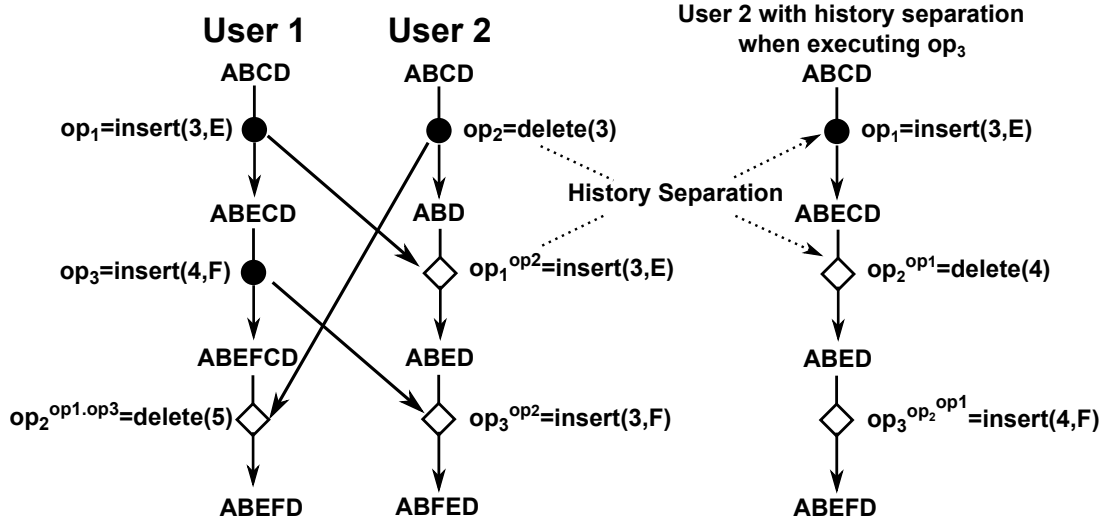 User 1
User 2
User 2 with history separation
when executing op₃
ABCD
ABCD
ABCD
op₁=insert(3,E)
op₂=delete(3)
op₁=insert(3,E)
History Separation
ABECD
ABD
ABECD
op₃=insert(4,F)
op₁ᵒᵖ²=insert(3,E)
op₂ᵒᵖ¹=delete(4)
ABEFCD
ABED
ABED
op₂ᵒᵖ¹·ᵒᵖ³=delete(5)
op₃ᵒᵖ²=insert(3,F)
op₃ᵒᵖ₂ᵒᵖ¹=insert(4,F)
ABEFD
ABFED
ABEFD